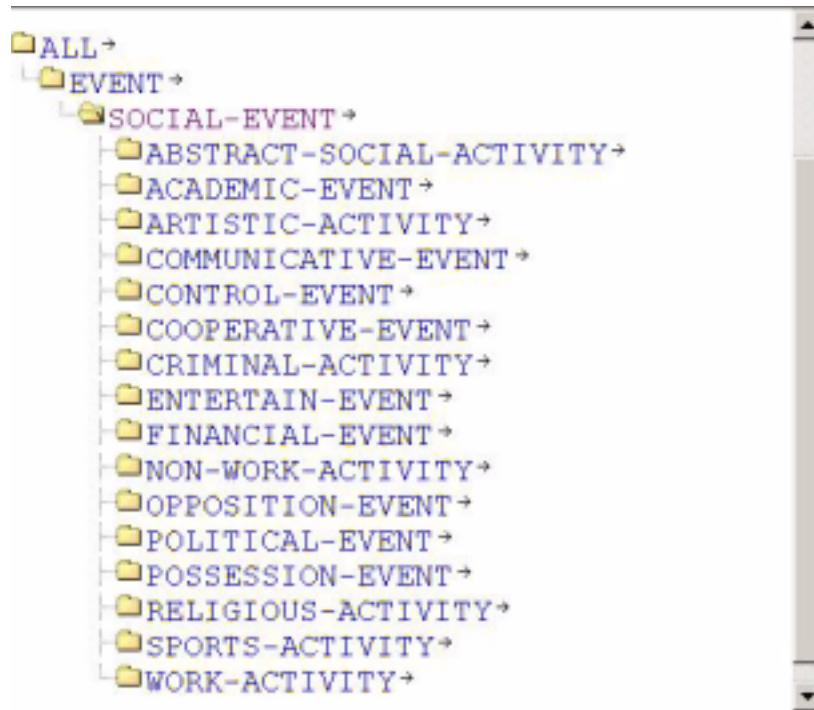 ALL→
EVENT→
SOCIAL-EVENT→
ABSTRACT-SOCIAL-ACTIVITY→
ACADEMIC-EVENT→
ARTISTIC-ACTIVITY→
COMMUNICATIVE-EVENT→
CONTROL-EVENT→
COOPERATIVE-EVENT→
CRIMINAL-ACTIVITY→
ENTERTAIN-EVENT→
FINANCIAL-EVENT→
NON-WORK-ACTIVITY→
OPPOSITION-EVENT→
POLITICAL-EVENT→
POSSESSION-EVENT→
RELIGIOUS-ACTIVITY→
SPORTS-ACTIVITY→
WORK-ACTIVITY→